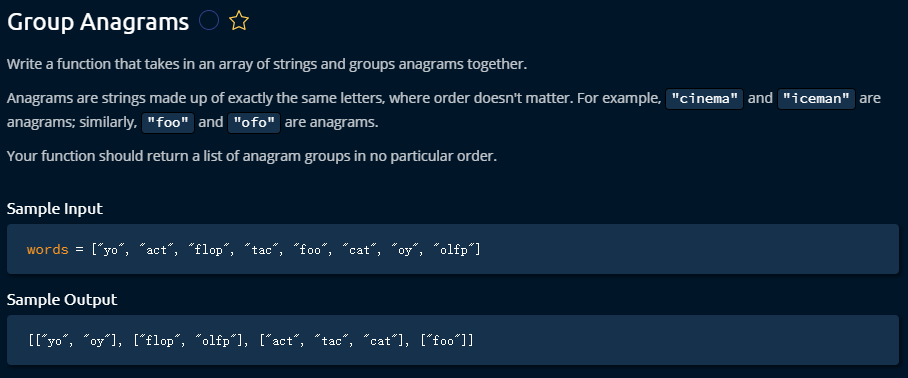 Group Anagrams
Write a function that takes in an array of strings and groups anagrams together.
Anagrams are strings made up of exactly the same letters, where order doesn't matter. For example, "cinema" and "iceman" are
anagrams; similarly, "foo" and "ofo" are anagrams.
Your function should return a list of anagram groups in no particular order.
Sample Input
words = ["yo", "act", "flop", "tac", "foo", "cat", "oy", "olfp"]
Sample Output
[["yo", "oy"], ["flop", "olfp"], ["act", "tac", "cat"], ["foo"]]